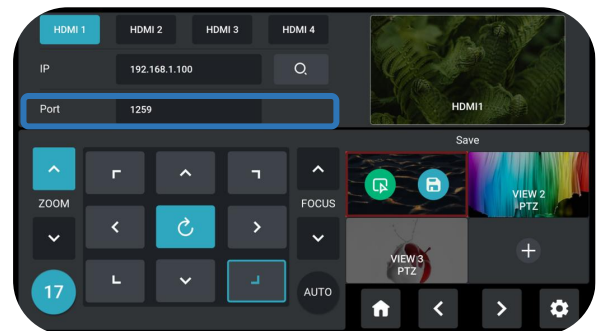 HDMI 1 HDMI 2 HDMI 3 HDMI 4
IP 192.168.1.100
Port 1259
HDMI1
Save
ZOOM
FOCUS
17
AUTO
VIEW 2
PTZ
VIEW 3
PTZ